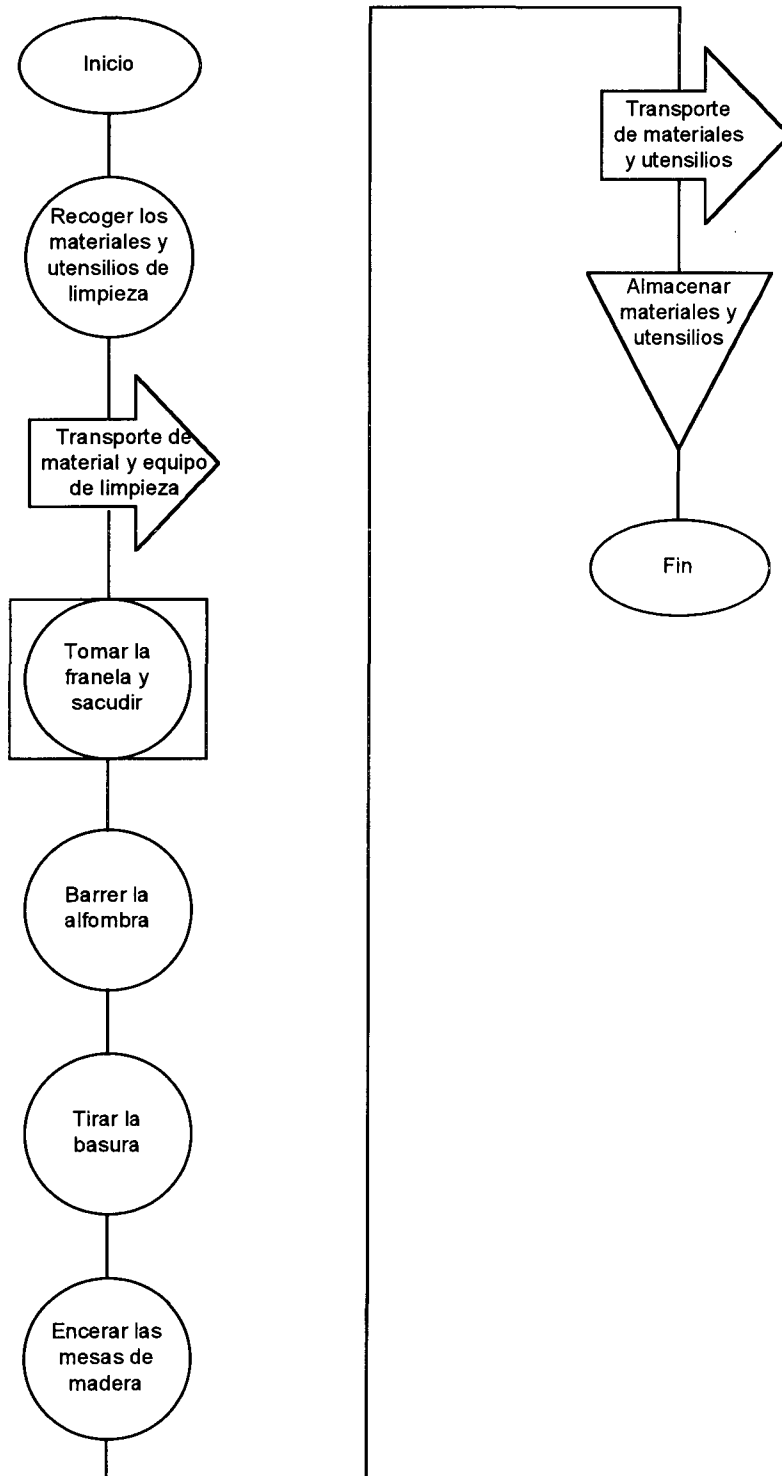 Inicio
Recoger los
materiales y
utensilios de
limpieza
Transporte de
material y equipo
de limpieza
Tomar la
franela y
sacudir
Barrer la
alfombra
Tirar la
basura
Encerar las
mesas de
madera
Transporte
de materiales
y utensilios
Almacenar
materiales y
utensilios
Fin